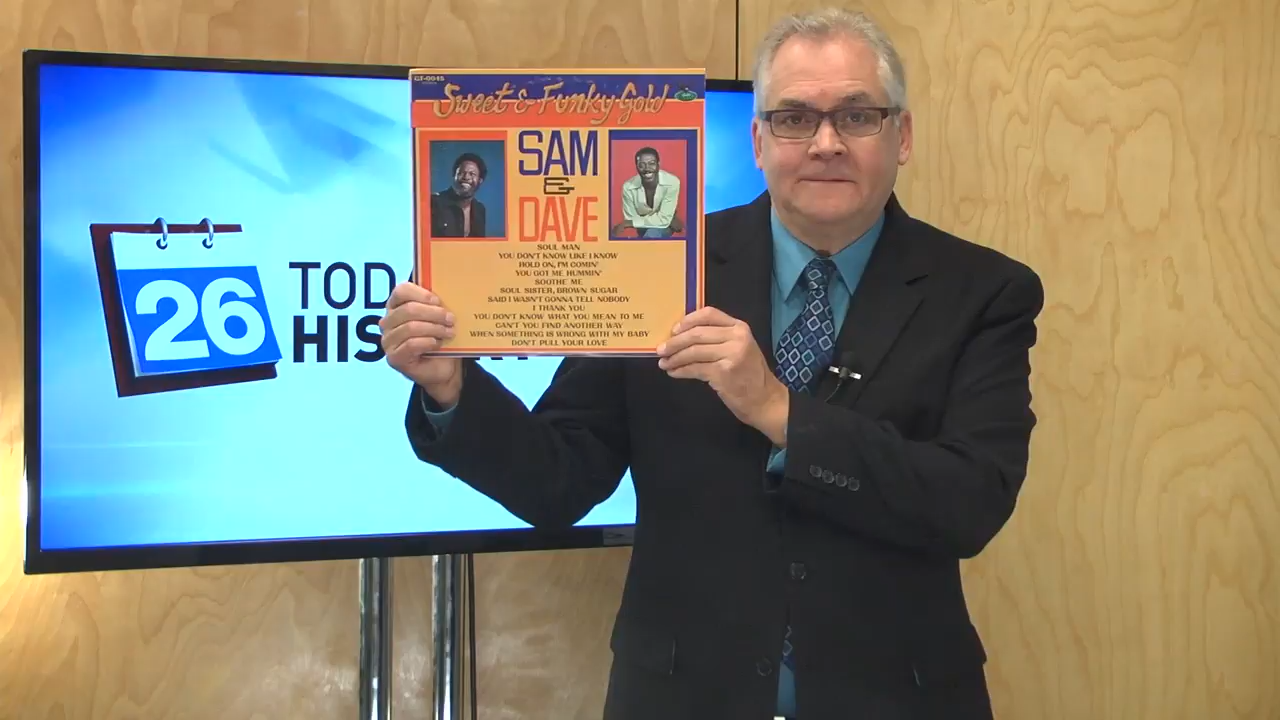 GT-0045
Sweet & Funky Gold
SAM
&
DAVE
SOUL MAN
YOU DON'T KNOW LIKE I KNOW
HOLD ON, I'M COMIN'
YOU GOT ME HUMMIN'
SOOTHE ME
SOUL SISTER, BROWN SUGAR
SAID I WASN'T GONNA TELL NOBODY
I THANK YOU
YOU DON'T KNOW WHAT YOU MEAN TO ME
CAN'T YOU FIND ANOTHER WAY
WHEN SOMETHING IS WRONG WITH MY BABY
DON'T PULL YOUR LOVE
26
TOD
HIS